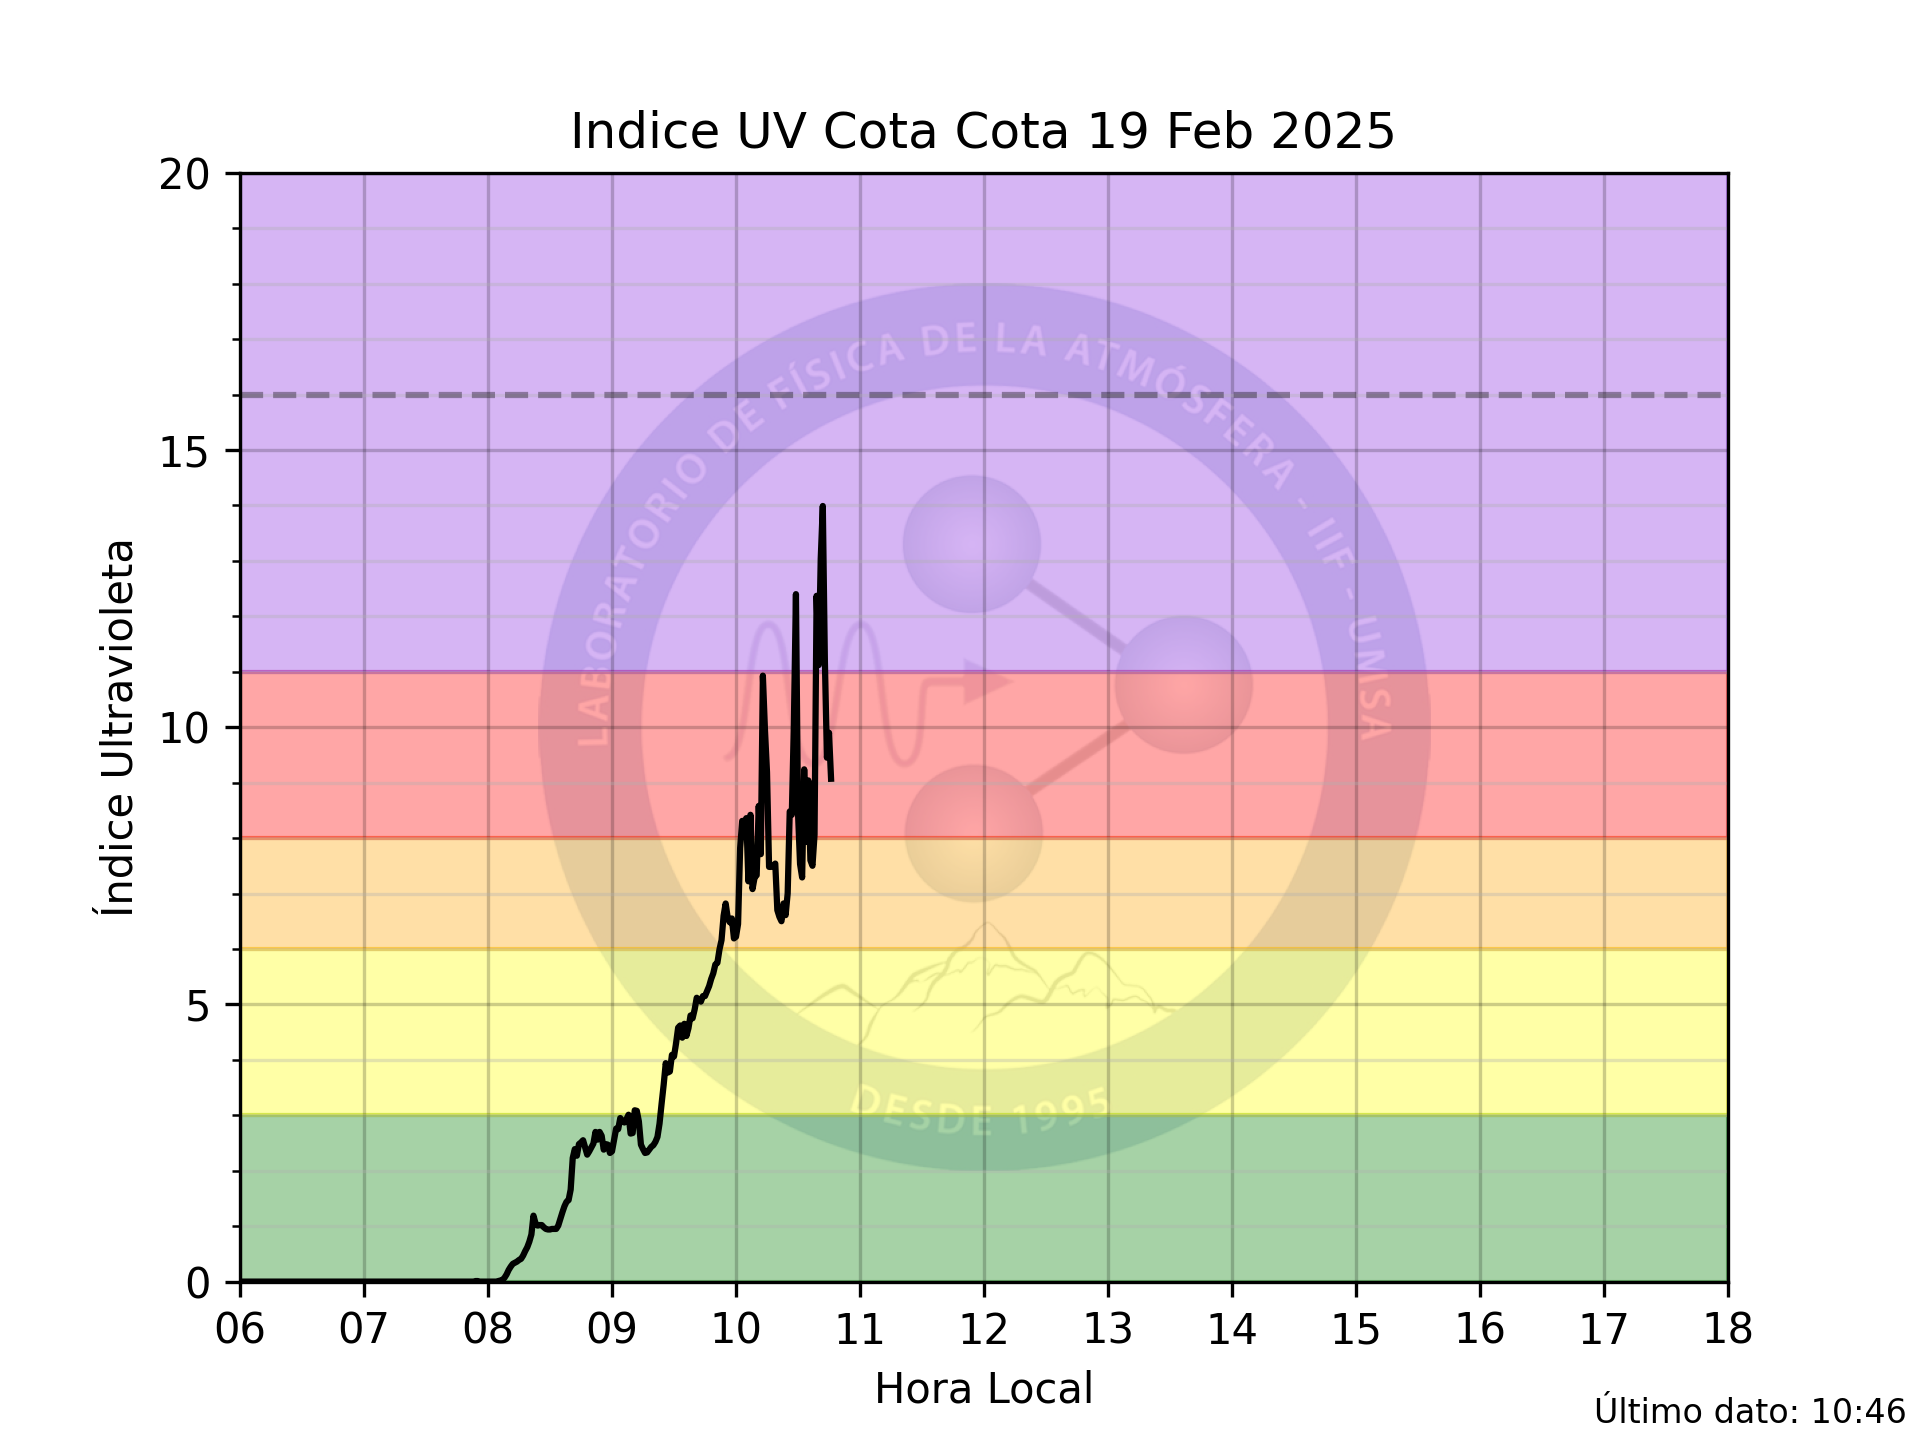 Indice UV Cota Cota 19 Feb 2025
20
15
10
5
0
Índice Ultravioleta
LABORATORIO DE FÍSICA DE LA ATMÓSFERA - IIF - UMSA
DESDE 1995
06 07 08 09 10 11 12 13 14 15 16 17 18
Hora Local
Último dato: 10:46